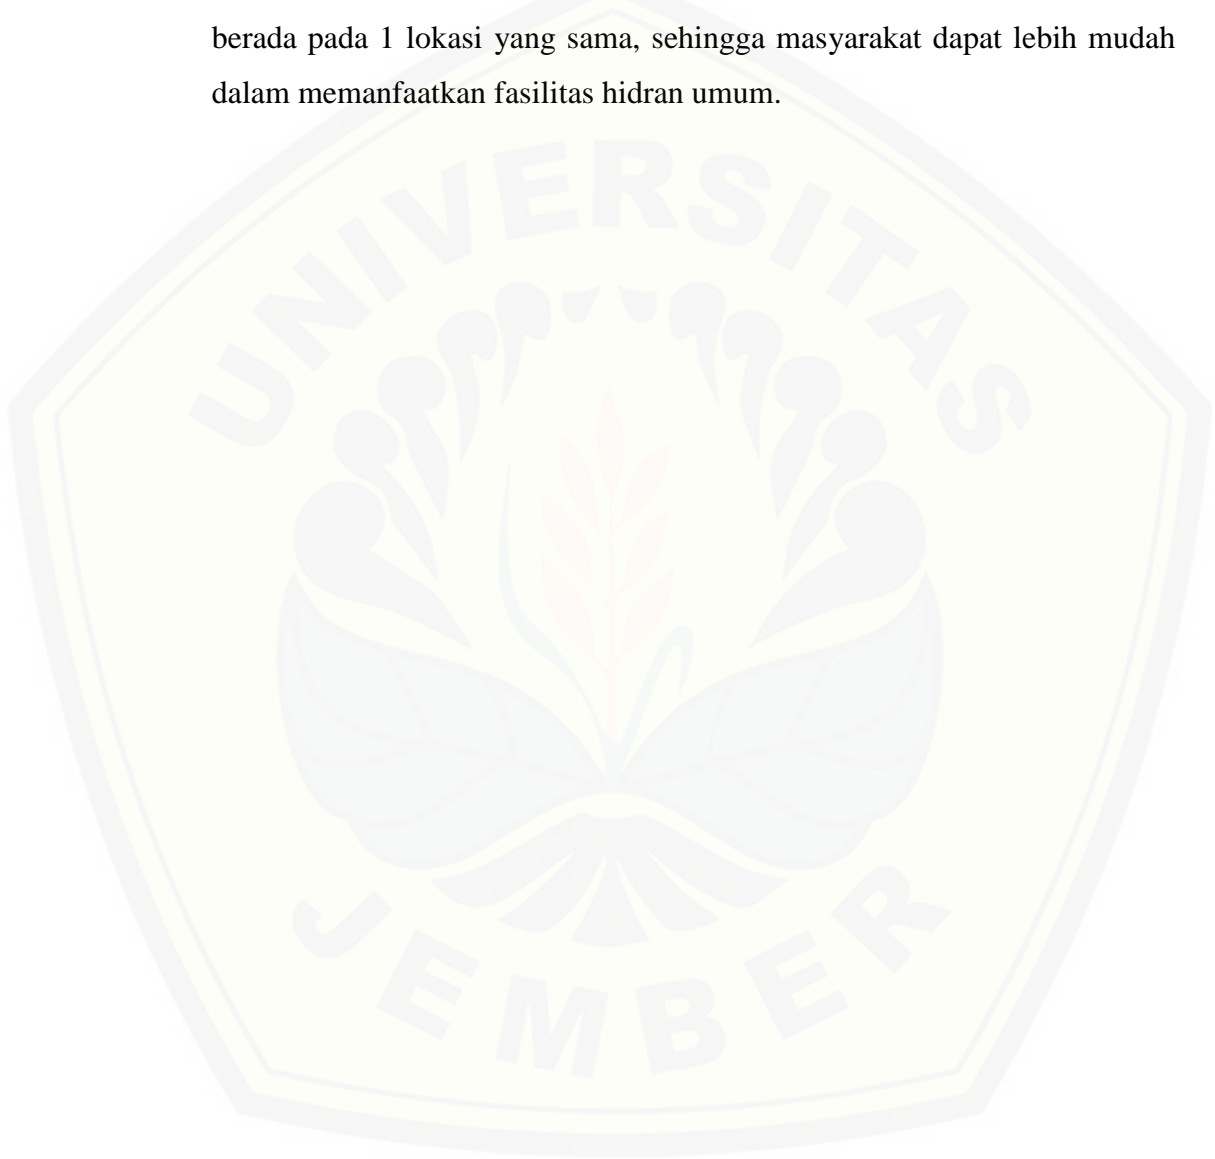 berada pada 1 lokasi yang sama, sehingga masyarakat dapat lebih mudah
dalam memanfaatkan fasilitas hidran umum.
UNIVERSITAS
JEMBER